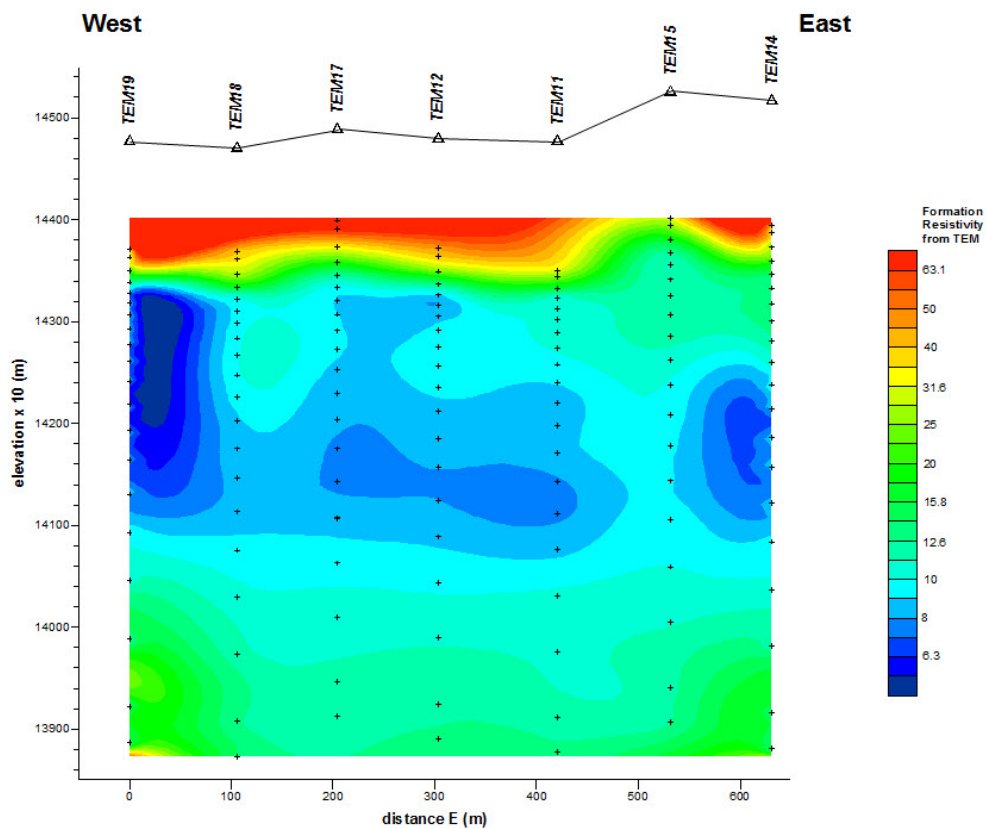 West
East
TEM19
TEM18
TEM17
TEM12
TEM11
TEM15
TEM14
14500
14400
14300
14200
14100
14000
13900
elevation x 10 (m)
0
100
200
300
400
500
600
distance E (m)
Formation
Resistivity
from TEM
63.1
50
40
31.6
20
15.8
12.6
10
8
6.3